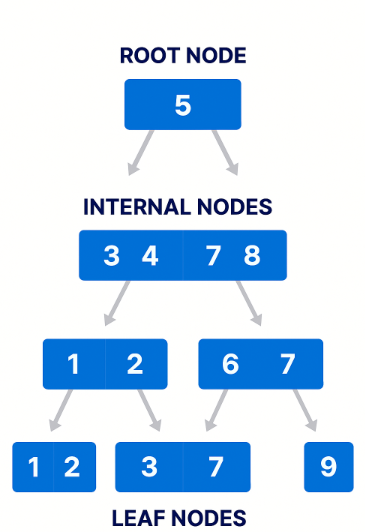 ROOT NODE
5
INTERNAL NODES
3 4 7 8
1 2 6 7
1 2 3 7 9
LEAF NODES